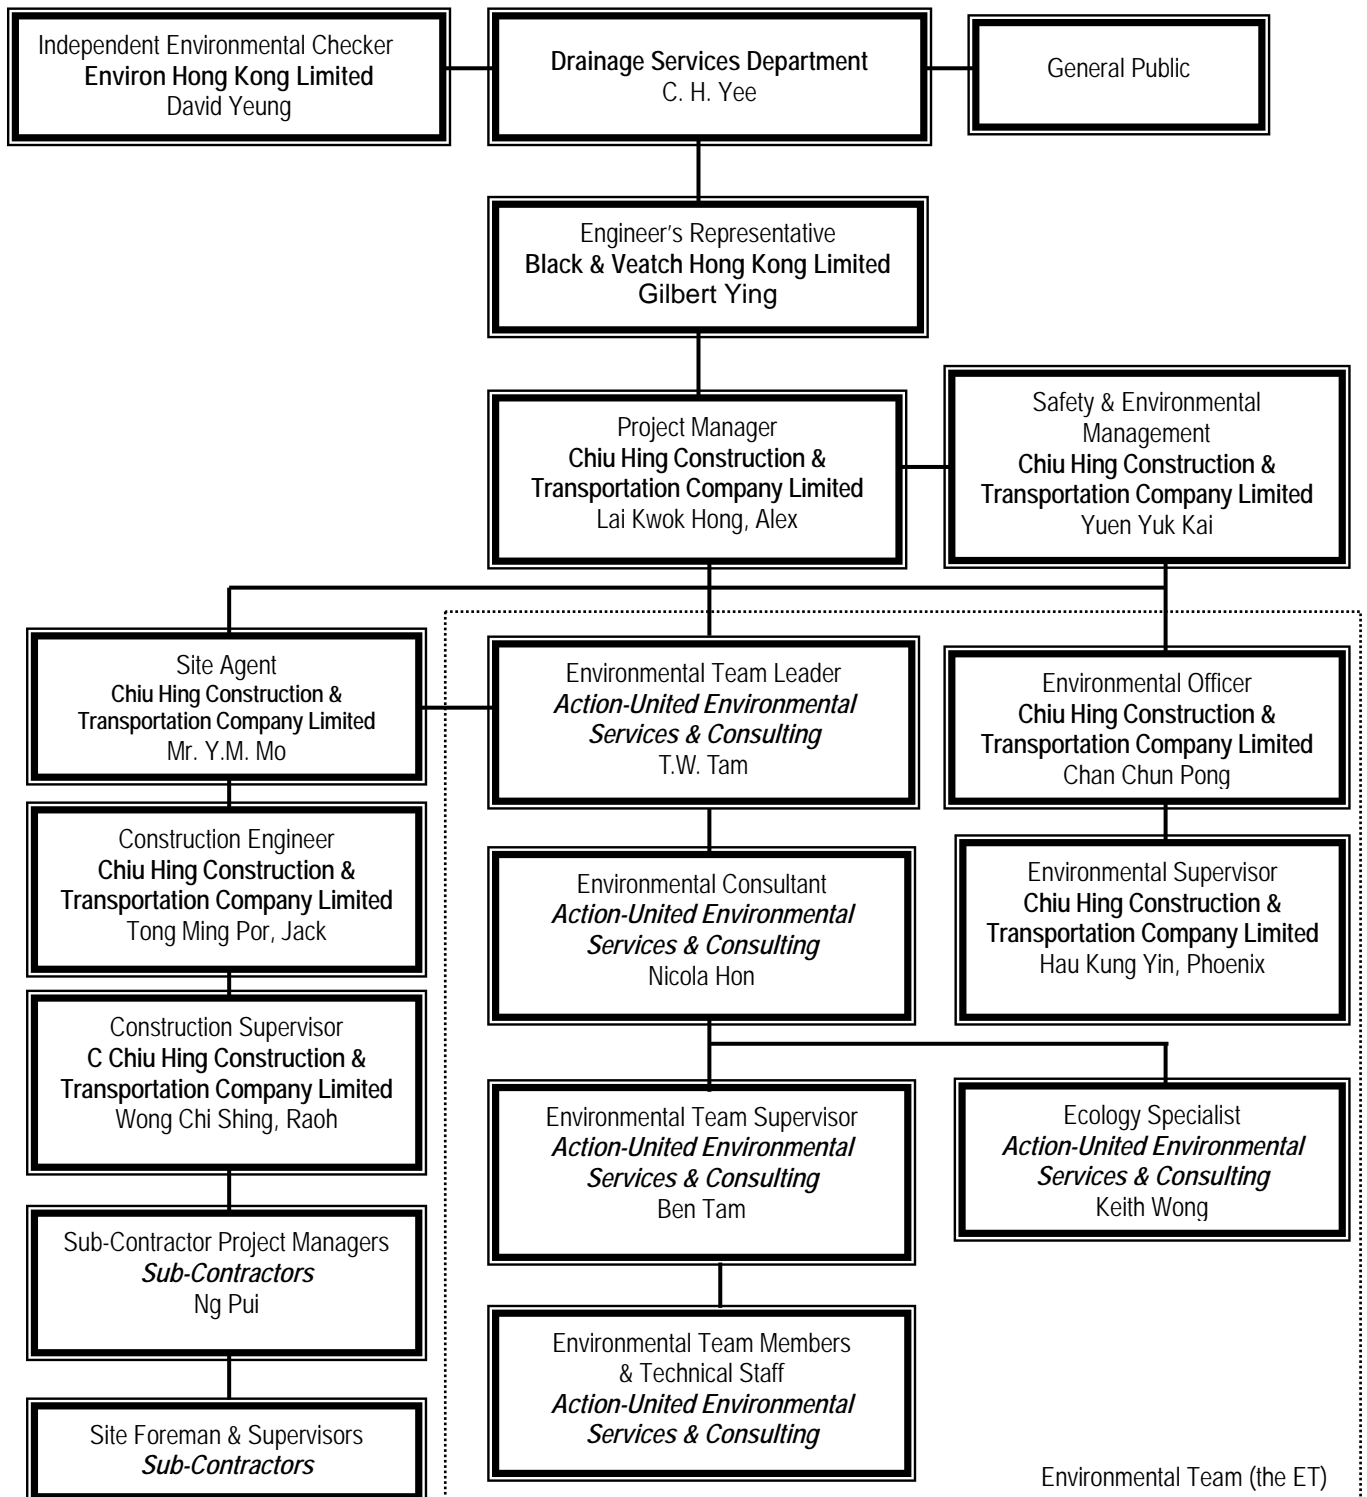 Independent Environmental Checker
Environ Hong Kong Limited
David Yeung
Drainage Services Department
C. H. Yee
General Public
Engineer's Representative
Black & Veatch Hong Kong Limited
Gilbert Ying
Project Manager
Chiu Hing Construction &
Transportation Company Limited
Lai Kwok Hong, Alex
Safety & Environmental
Management
Chiu Hing Construction &
Transportation Company Limited
Yuen Yuk Kai
Site Agent
Chiu Hing Construction &
Transportation Company Limited
Mr. Y.M. Mo
Environmental Team Leader
Action-United Environmental
Services & Consulting
T.W. Tam
Environmental Officer
Chiu Hing Construction &
Transportation Company Limited
Chan Chun Pong
Construction Engineer
Chiu Hing Construction &
Transportation Company Limited
Tong Ming Por, Jack
Environmental Consultant
Action-United Environmental
Services & Consulting
Nicola Hon
Environmental Supervisor
Chiu Hing Construction &
Transportation Company Limited
Hau Kung Yin, Phoenix
Construction Supervisor
C Chiu Hing Construction &
Transportation Company Limited
Wong Chi Shing, Raoh
Environmental Team Supervisor
Action-United Environmental
Services & Consulting
Ben Tam
Ecology Specialist
Action-United Environmental
Services & Consulting
Keith Wong
Sub-Contractor Project Managers
Sub-Contractors
Ng Pui
Environmental Team Members
& Technical Staff
Action-United Environmental
Services & Consulting
Site Foreman & Supervisors
Sub-Contractors
Environmental Team (the ET)